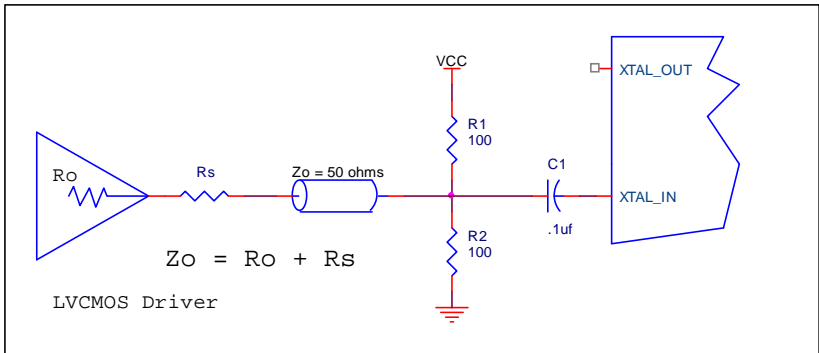 VCC
XTAL_OUT
R1
100
C1
Ro
Rs
Zo = 50 ohms
XTAL_IN
.1uf
R2
100
Zo = Ro + Rs
LVCMOS Driver